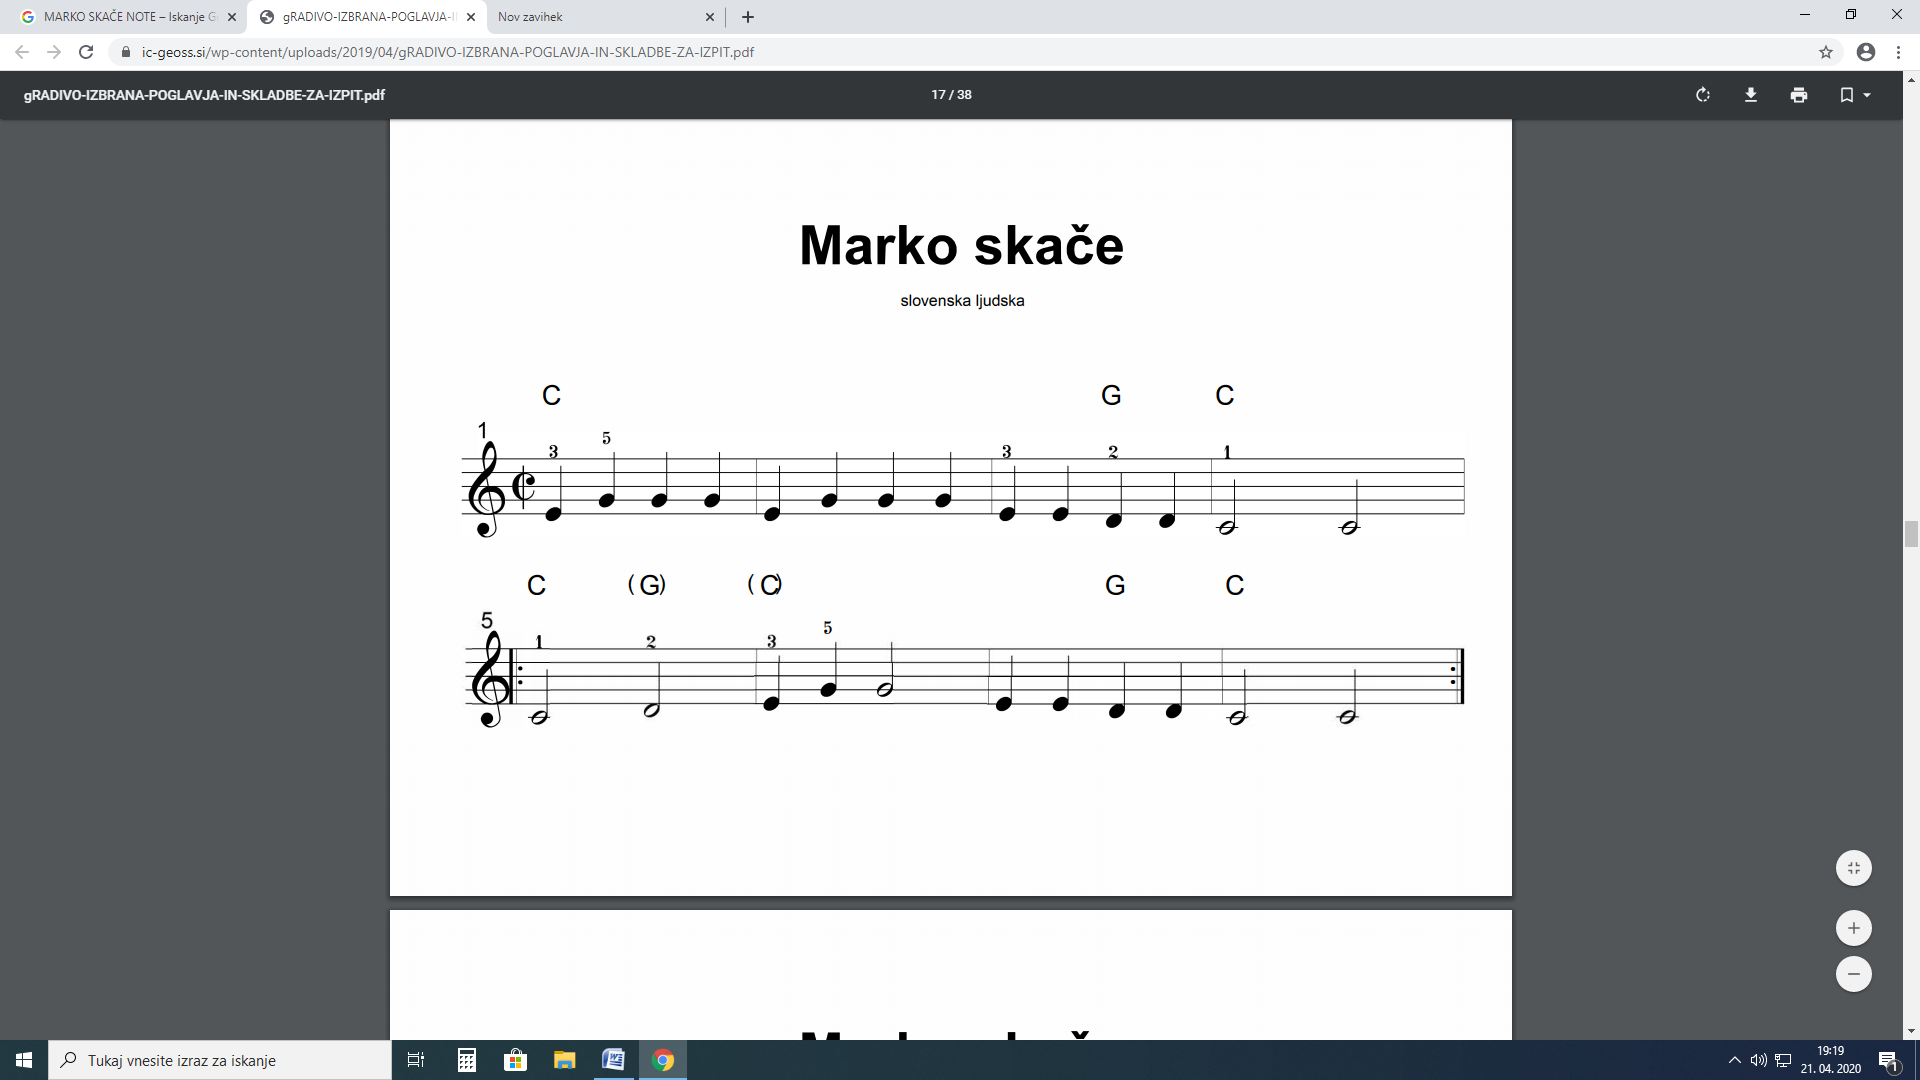 MARKO SKAČE NOTE – Iskanje G
gRADIVO-IZBRANA-POGLAVJA-I
Nov zavihek
ic-geoss.si/wp-content/uploads/2019/04/gRADIVO-IZBRANA-POGLAVJA-IN-SKLADBE-ZA-IZPIT.pdf
gRADIVO-IZBRANA-POGLAVJA-IN-SKLADBE-ZA-IZPIT.pdf
17 / 38
Marko skače
slovenska ljudska
C G C
1
3 5 3 2 1
C (G) (C) G C
5
1 2 3 5
Tukaj vnesite izraz za iskanje
19:19
21. 04. 2020
1